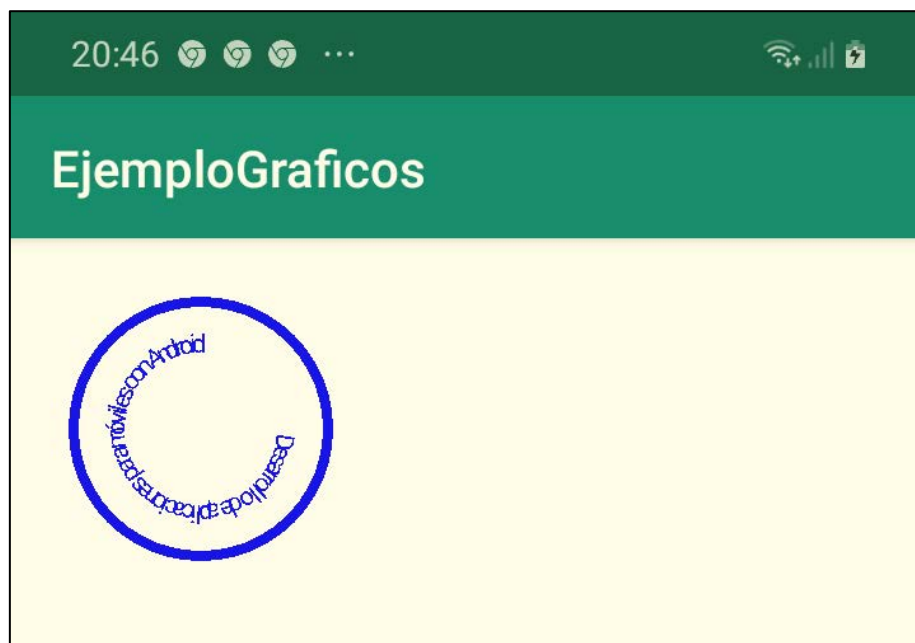 20:46 ...
EjemploGraficos
Desarrollo de aplicaciones para móviles con Android